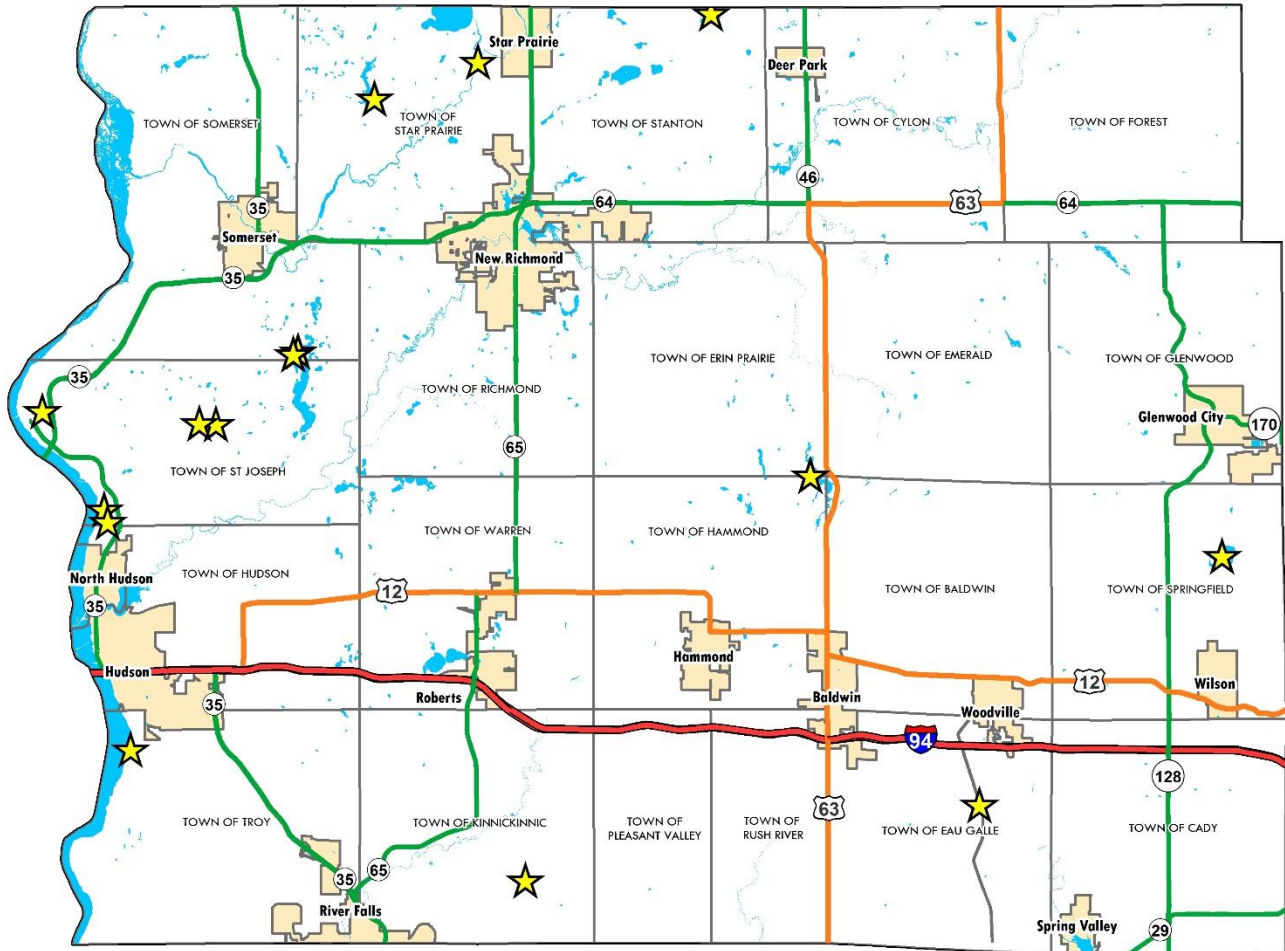 Star Prairie
Deer Park
TOWN OF SOMERSET
TOWN OF
STAR PRAIRIE
TOWN OF STANTON
TOWN OF CYLON
TOWN OF FOREST
46
35
64
63
64
Somerset
New Richmond
35
TOWN OF ERIN PRAIRIE
TOWN OF EMERALD
TOWN OF GLENWOOD
35
TOWN OF RICHMOND
Glenwood City
170
65
TOWN OF ST JOSEPH
TOWN OF WARREN
TOWN OF HAMMOND
North Hudson
TOWN OF HUDSON
TOWN OF BALDWIN
TOWN OF SPRINGFIELD
12
35
Hammond
Hudson
12
Wilson
Roberts
Baldwin
35
Woodville
94
128
63
TOWN OF TROY
TOWN OF KINNICKINNIC
TOWN OF
PLEASANT VALLEY
TOWN OF
RUSH RIVER
TOWN OF EAU GALLE
TOWN OF CADY
65
35
River Falls
Spring Valley
29